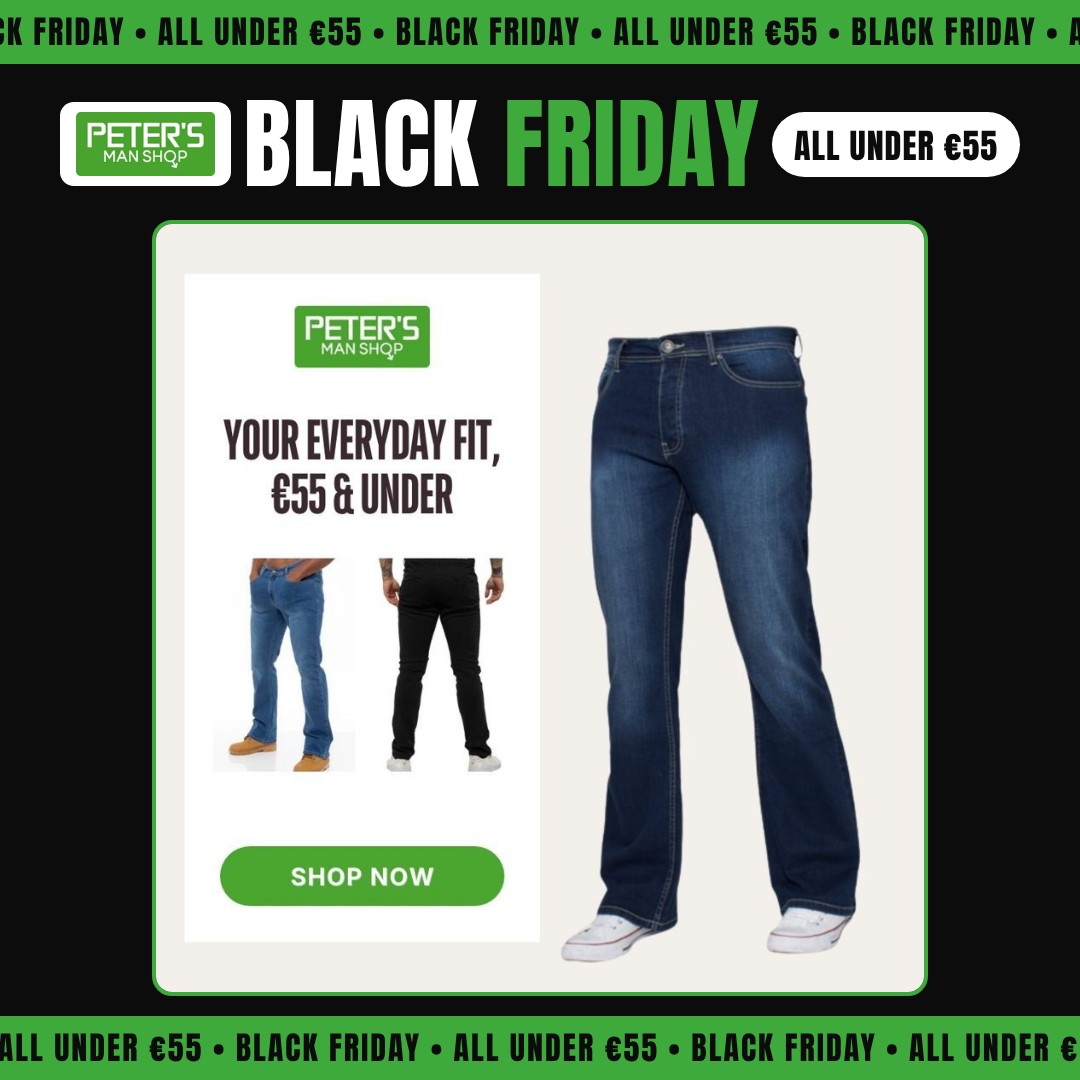 CK FRIDAY • ALL UNDER €55 • BLACK FRIDAY • ALL UNDER €55 • BLACK FRIDAY •
PETER'S
MAN SHOP
BLACK FRIDAY
ALL UNDER €55
PETER'S
MAN SHOP
YOUR EVERYDAY FIT,
€55 & UNDER
SHOP NOW
ALL UNDER €55 • BLACK FRIDAY • ALL UNDER €55 • BLACK FRIDAY • ALL UNDER €